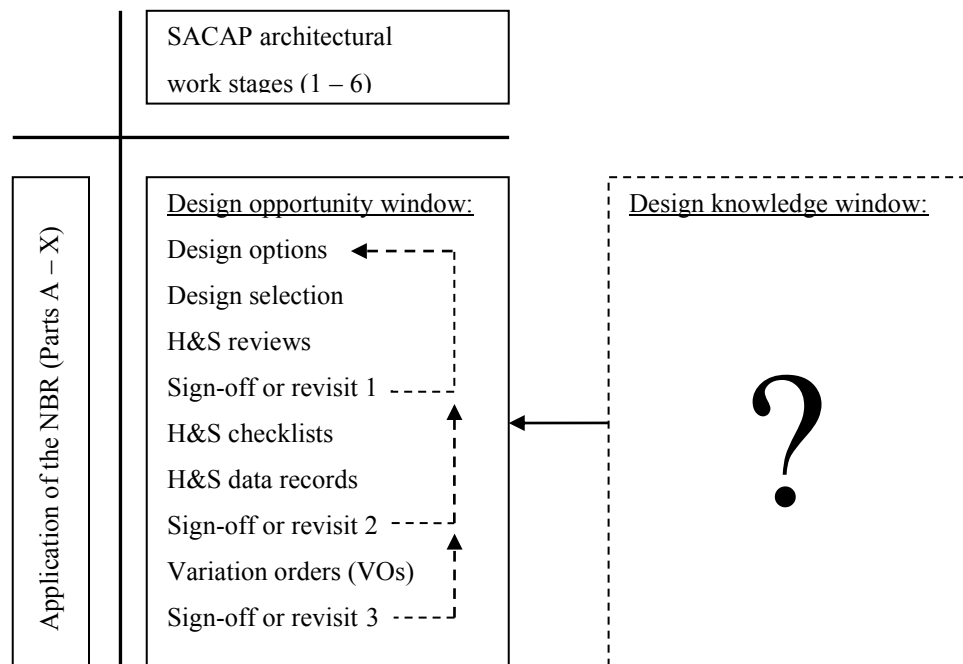 SACAP architectural
work stages (1 – 6)
Application of the NBR (Parts A – X)
Design opportunity window:
Design options
Design selection
H&S reviews
Sign-off or revisit 1
H&S checklists
H&S data records
Sign-off or revisit 2
Variation orders (VOs)
Sign-off or revisit 3
Design knowledge window:
?